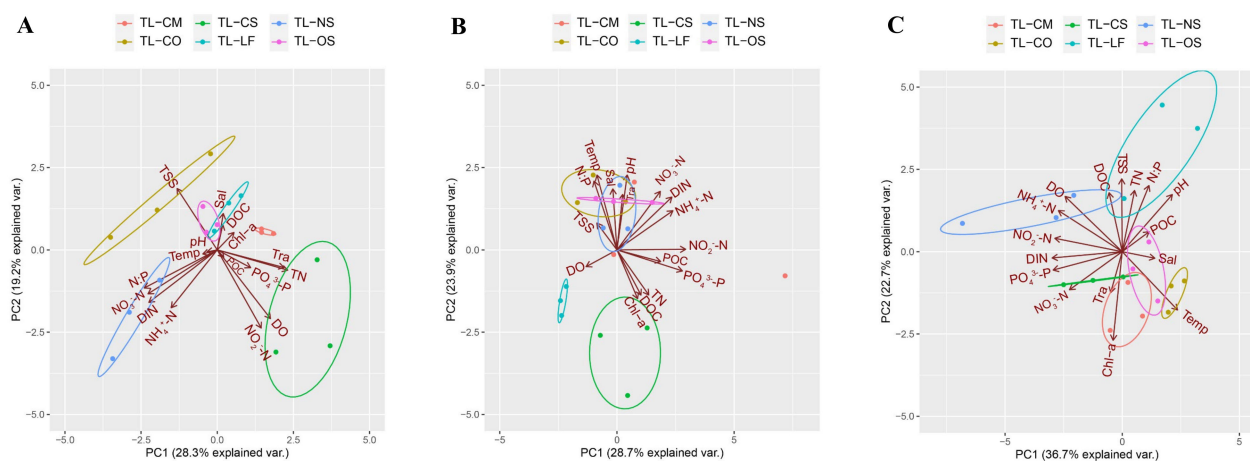 A
TL−CM TL−CS TL−NS
TL−CO TL−LF TL−OS
5.0
2.5
0.0
−2.5
−5.0
PC2 (19.2% explained var.)
TSS
Sal
DOC
Chl−a
pH
Temp
N:P
NO₃⁻-N
DIN
NH₄⁺-N
POC
Tra
TN
PO₄³⁻-P
DO
NO₂⁻-N
−5.0 −2.5 0.0 2.5 5.0
PC1 (28.3% explained var.)
B
TL−CM TL−CS TL−NS
TL−CO TL−LF TL−OS
5.0
2.5
0.0
−2.5
−5.0
PC2 (23.9% explained var.)
Temp
N:P
Sal
pH
NO₃⁻-N
DIN
NH₄⁺-N
TSS
NO₂⁻-N
DO
POC
PO₄³⁻-P
TN
DOC
Chl−a
0 5
PC1 (28.7% explained var.)
C
TL−CM TL−CS TL−NS
TL−CO TL−LF TL−OS
5.0
2.5
0.0
−2.5
−5.0
PC2 (22.7% explained var.)
DO
DOC
TSS
TN
N:P
pH
NH₄⁺-N
NO₂⁻-N
POC
DIN
Sal
PO₄³⁻-P
NO₃⁻-N
Tra
Temp
Chl−a
−5 0 5
PC1 (36.7% explained var.)